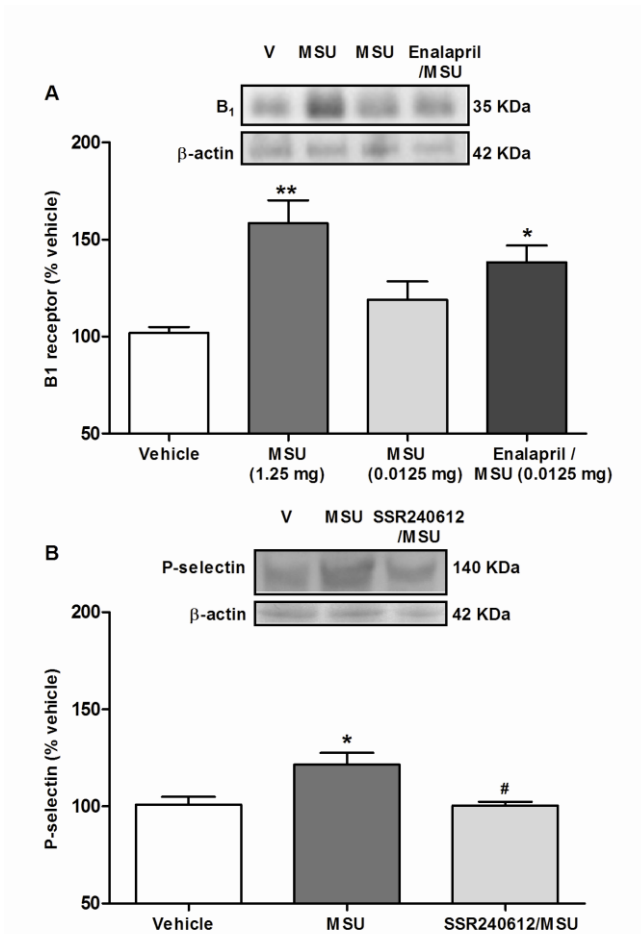 V MSU MSU Enalapril
/MSU
A
B1 35 KDa
β-actin 42 KDa
200
150
100
50
B1 receptor (% vehicle)
**
*
Vehicle MSU MSU Enalapril /
(1.25 mg) (0.0125 mg) MSU (0.0125 mg)
V MSU SSR240612
/MSU
B
P-selectin 140 KDa
β-actin 42 KDa
200
150
100
50
P-selectin (% vehicle)
*
#
Vehicle MSU SSR240612/MSU